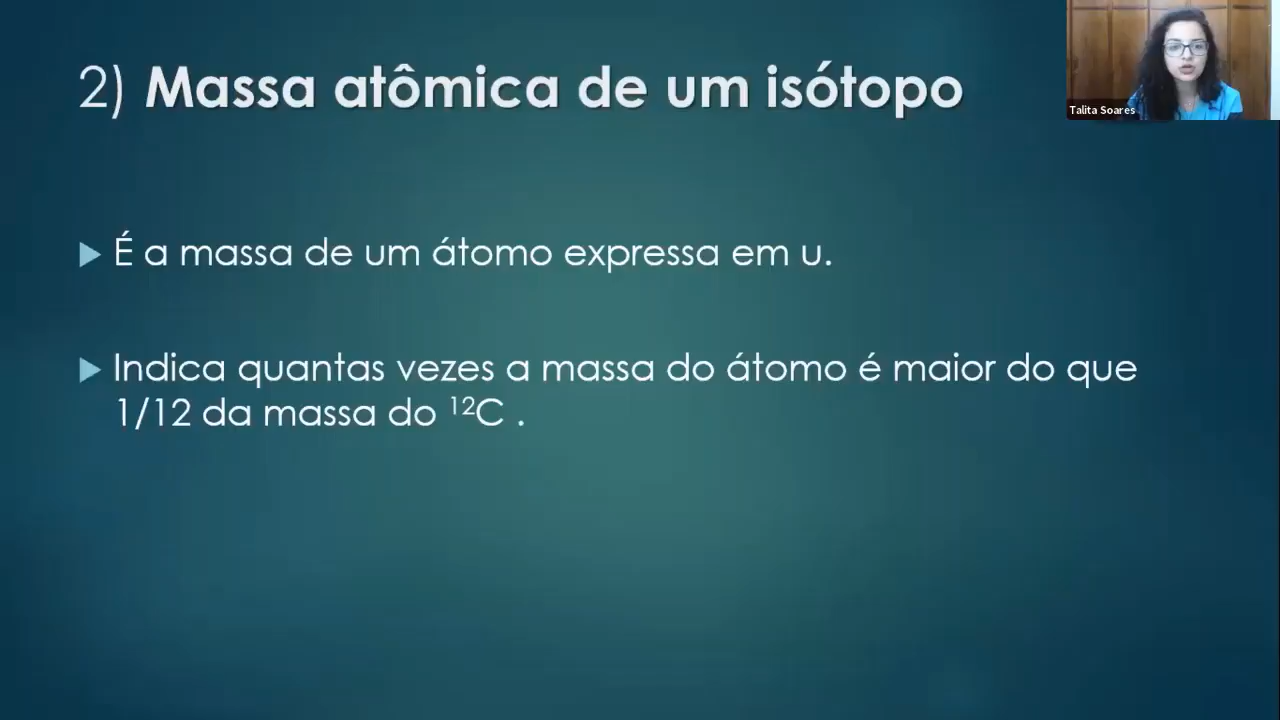 2) Massa atômica de um isótopo
Talita Soares
É a massa de um átomo expressa em u.
Indica quantas vezes a massa do átomo é maior do que
1/12 da massa do ¹²C .